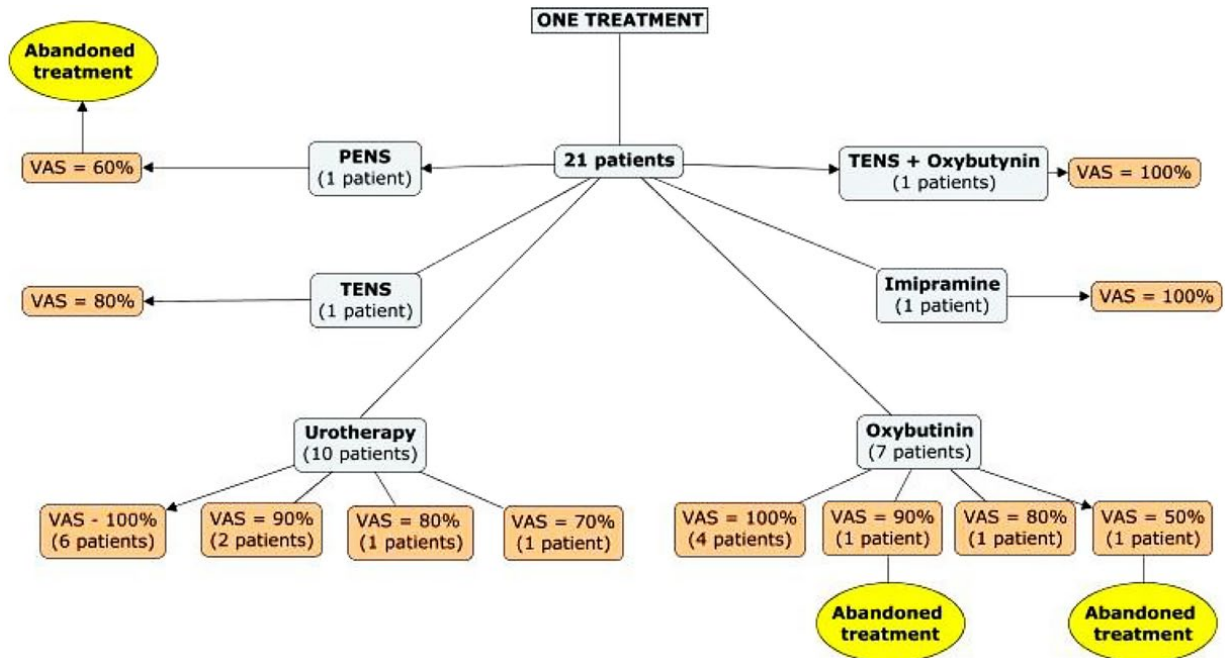 ONE TREATMENT
Abandoned
treatment
21 patients
PENS
(1 patient)
VAS = 60%
TENS + Oxybutynin
(1 patients)
VAS = 100%
TENS
(1 patient)
VAS = 80%
Imipramine
(1 patient)
VAS = 100%
Urotherapy
(10 patients)
VAS - 100%
(6 patients)
VAS = 90%
(2 patients)
VAS = 80%
(1 patients)
VAS = 70%
(1 patient)
Oxybutinin
(7 patients)
VAS = 100%
(4 patients)
VAS = 90%
(1 patient)
VAS = 80%
(1 patient)
VAS = 50%
(1 patient)
Abandoned
treatment
Abandoned
treatment